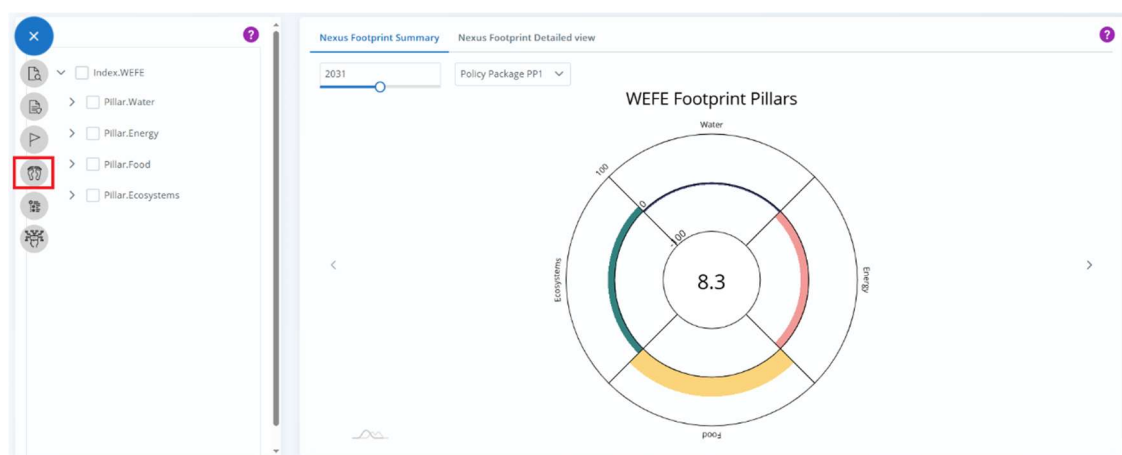 ×
?
Index.WEFE
Pillar.Water
Pillar.Energy
Pillar.Food
Pillar.Ecosystems
Nexus Footprint Summary
Nexus Footprint Detailed view
?
2031
Policy Package PP1
WEFE Footprint Pillars
Water
100
0
-100
8.3
Ecosystems
Energy
Food